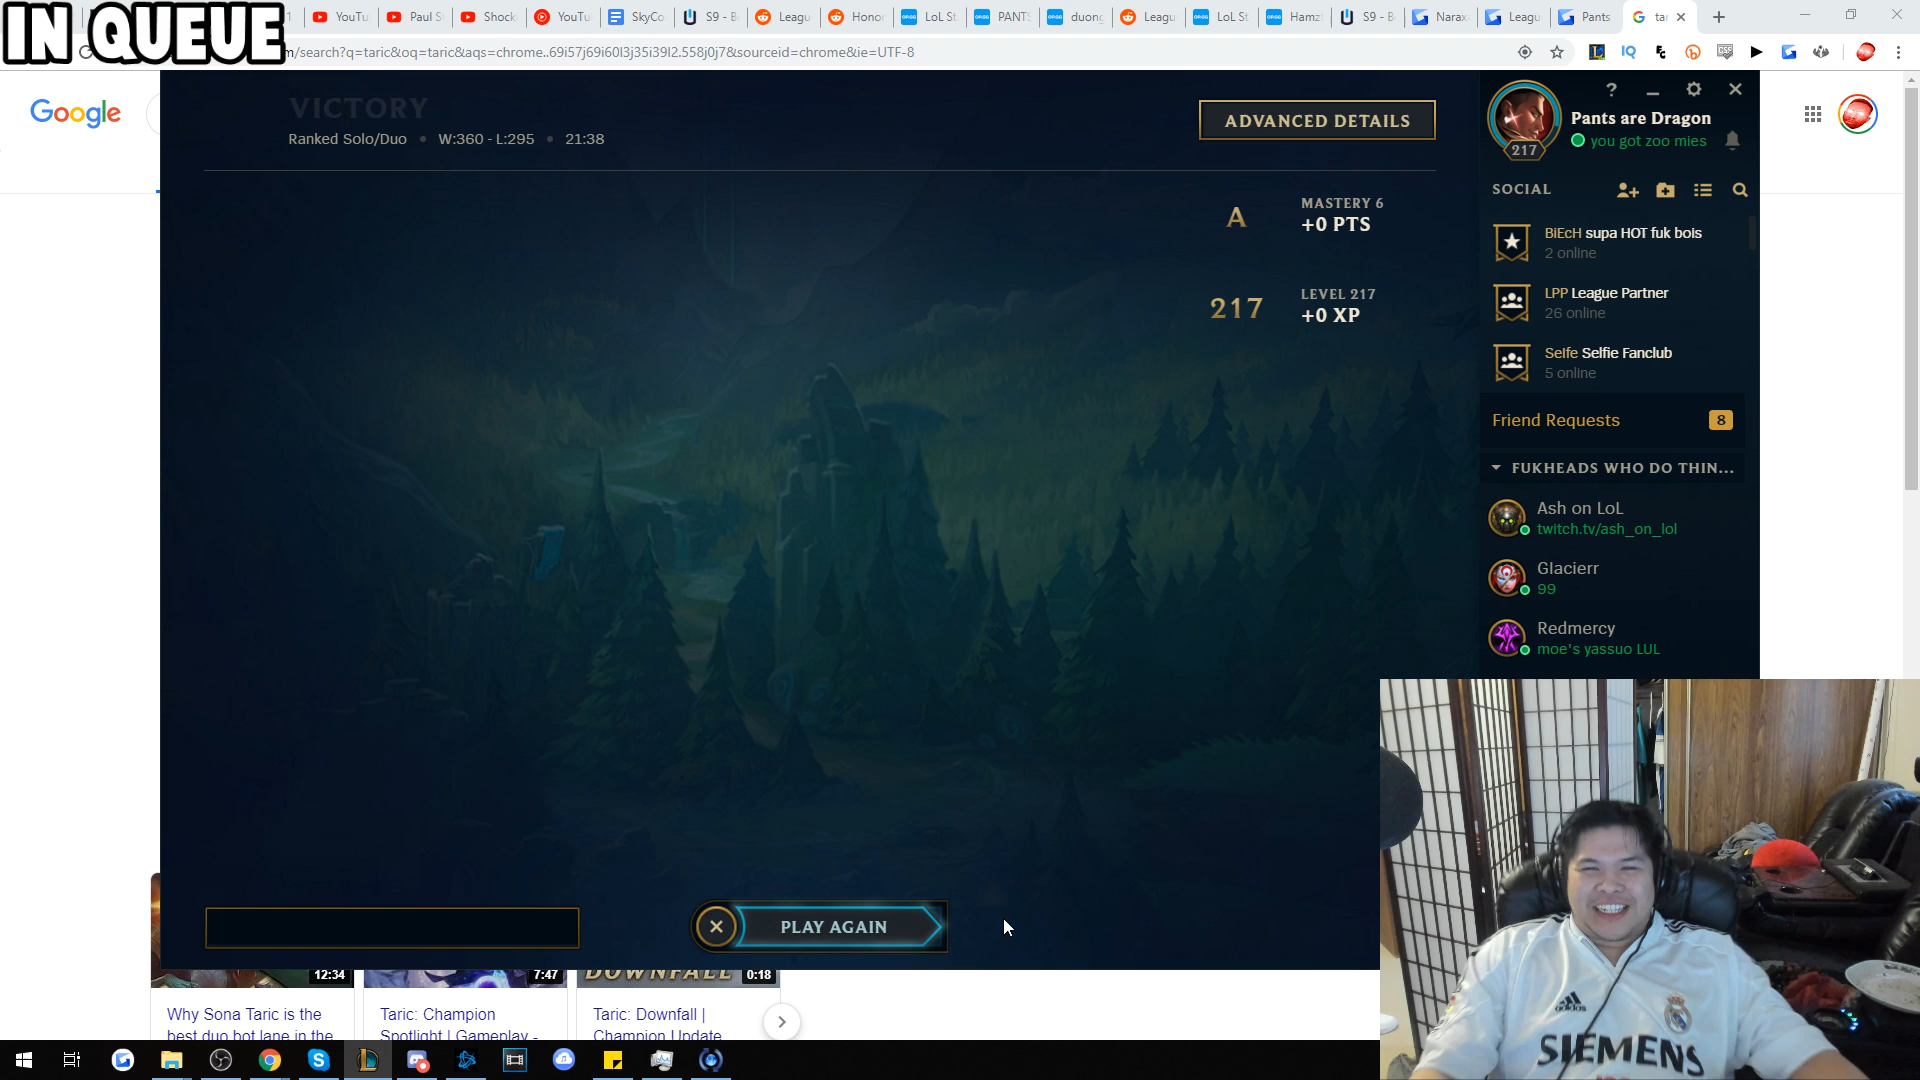 IN QUEUE
YouTu
Paul S
Shock
YouTu
SkyCo
S9 - B
Leagu
Honor
LoL St
PANTS
duong
Leagu
LoL St
Hamz
S9 - B
Narax
Leagu
Pants
tar
m/search?q=taric&oq=taric&aqs=chrome..69i57j69i60l3j35i39l2.558j0j7&sourceid=chrome&ie=UTF-8
Google
VICTORY
Ranked Solo/Duo • W:360 - L:295 • 21:38
ADVANCED DETAILS
A
MASTERY 6
+0 PTS
217
LEVEL 217
+0 XP
217
Pants are Dragon
you got zoo mies
SOCIAL
BIEcH supa HOT fuk bois
2 online
LPP League Partner
26 online
Selfe Selfie Fanclub
5 online
Friend Requests 8
FUKHEADS WHO DO THIN...
Ash on LoL
twitch.tv/ash_on_lol
Glacierr
99
Redmercy
moe's yassuo LUL
PLAY AGAIN
12:34
7:47
DOWNFALL
0:18
Why Sona Taric is the
best duo bot lane in the
Taric: Champion
Spotlight | Gameplay -
Taric: Downfall |
Champion Update
adidas
SIEMENS